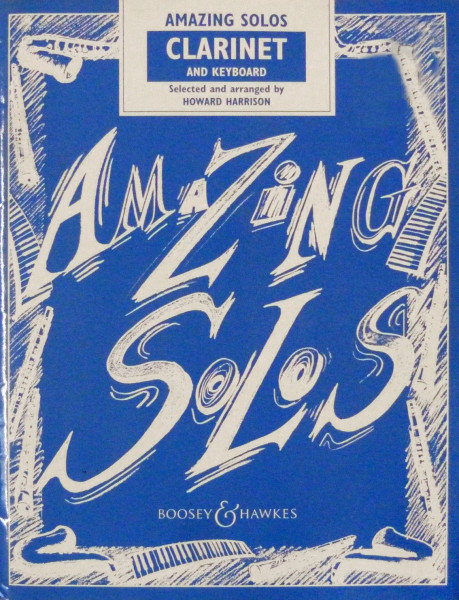 AMAZING SOLOS
CLARINET
AND KEYBOARD
Selected and arranged by
HOWARD HARRISON
AMAZiNG
SoLoS
BOOSEY & HAWKES